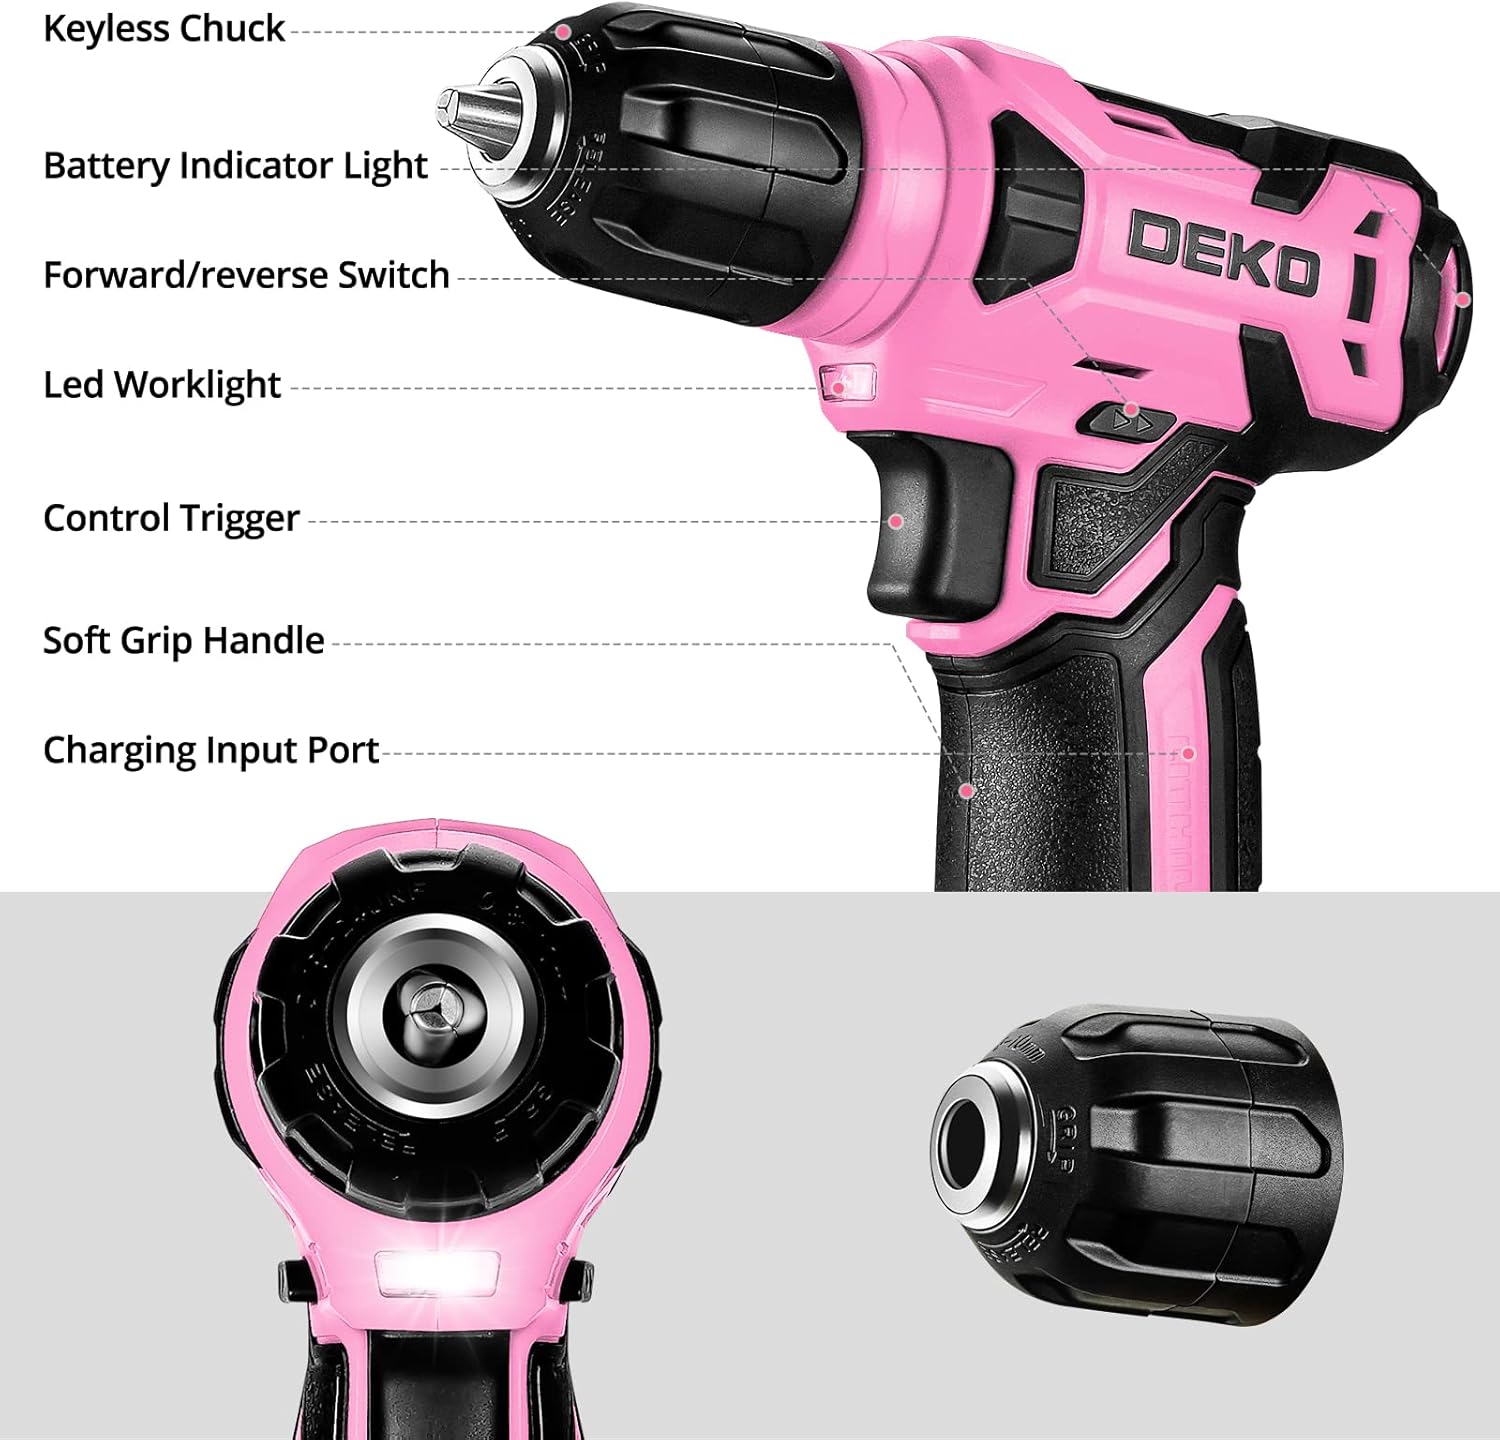 Keyless Chuck
Battery Indicator Light
DEKO
Forward/reverse Switch
Led Worklight
Control Trigger
Soft Grip Handle
Charging Input Port
GRIP
RELEASE